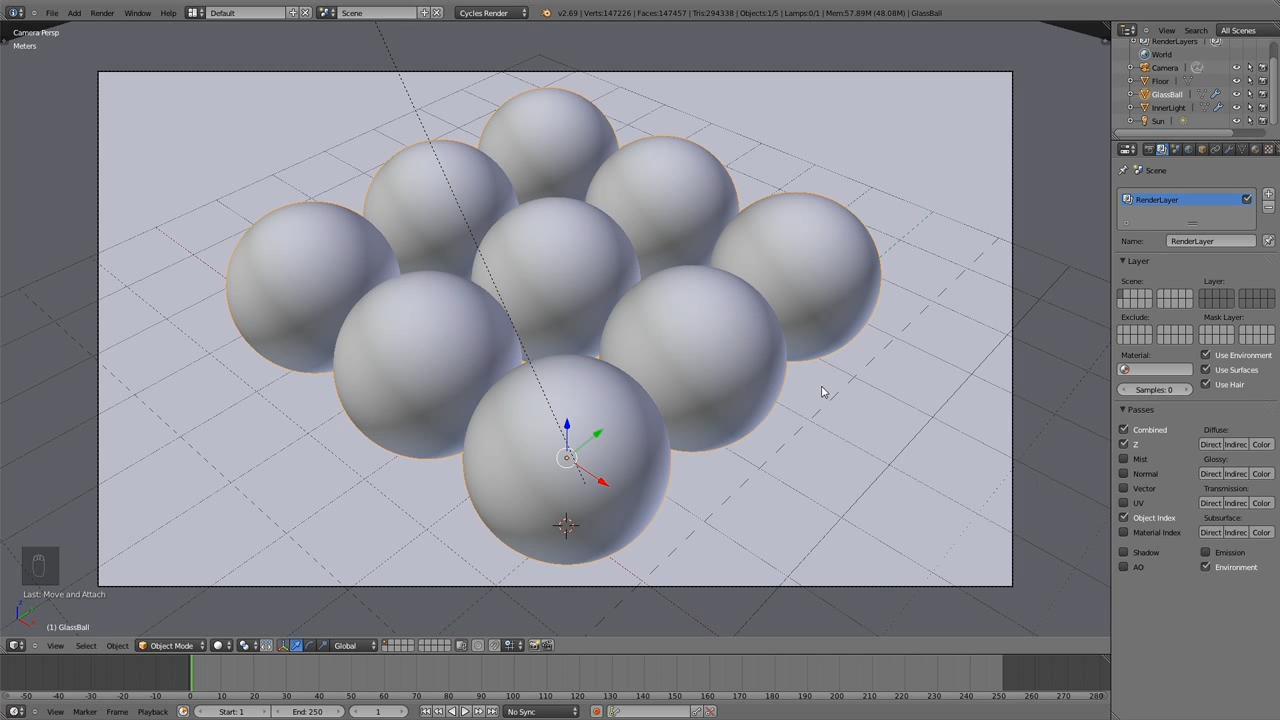 File Add Render Window Help Default Scene Cycles Render v2.69 | Verts:147226 | Faces:147457 | Tris:294338 | Objects:1/5 | Lamps:0/1 | Mem:57.89M (48.08M) | GlassBall
Camera Persp
Meters
Last: Move and Attach
(1) GlassBall
View Select Object Object Mode Global
-50 -40 -30 -20 -10 0 10 20 30 40 50 60 70 80 90 100 110 120 130 140 150 160 170 180 190 200 210 220 230 240 250 260 270 280
View Marker Frame Playback Start: 1 End: 250 1 No Sync
View Search All Scenes
RenderLayers
World
Camera
Floor
GlassBall
InnerLight
Sun
Scene
RenderLayer
Name: RenderLayer
Layer
Scene: Layer:
Exclude: Mask Layer:
Material: Use Environment
Use Surfaces
Samples: 0 Use Hair
Passes
Combined Diffuse:
Z Direct Indirec Color
Mist Glossy:
Normal Direct Indirec Color
Vector Transmission:
UV Direct Indirec Color
Object Index Subsurface:
Material Index Direct Indirec Color
Shadow Emission
AO Environment